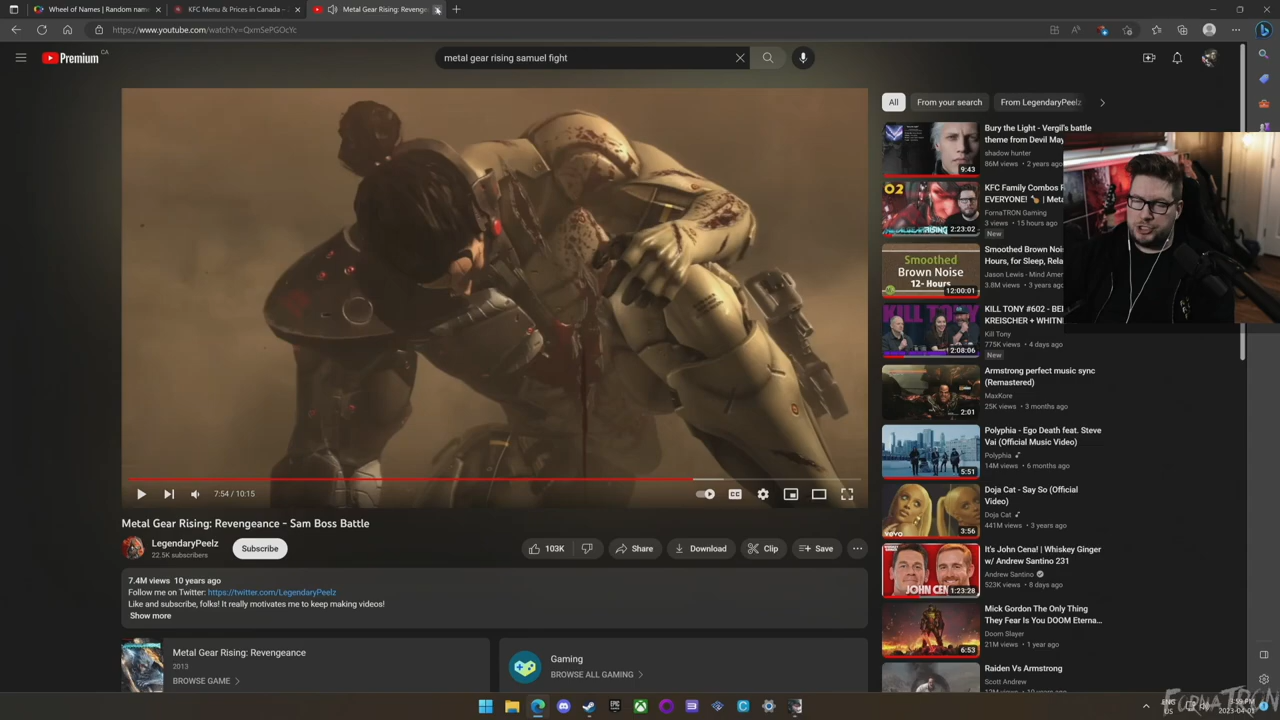 Wheel of Names | Random name
KFC Menu & Prices in Canada –
Metal Gear Rising: Revenge
https://www.youtube.com/watch?v=QxmSePGOcYc
Premium CA
metal gear rising samuel fight
All
From your search
From LegendaryPeelz
Bury the Light - Vergil's battle
theme from Devil May
shadow hunter
86M views • 2 years ago
9:43
KFC Family Combos F
EVERYONE! 🍗 | Meta
FornaTRON Gaming
3 views • 15 hours ago
New
02
2:23:02
Smoothed Brown Noi
Hours, for Sleep, Rela
Jason Lewis - Mind Amer
3.8M views • 3 years ago
Smoothed
Brown Noise
12- Hours
12:00:01
KILL TONY #602 - BE
KREISCHER + WHITN
Kill Tony
775K views • 4 days ago
New
KILL TONY
2:08:06
Armstrong perfect music sync
(Remastered)
MaxKore
25K views • 3 months ago
2:01
Polyphia - Ego Death feat. Steve
Vai (Official Music Video)
Polyphia
14M views • 6 months ago
5:51
Doja Cat - Say So (Official
Video)
Doja Cat
441M views • 3 years ago
vevo
3:56
It's John Cena! | Whiskey Ginger
w/ Andrew Santino 231
Andrew Santino
523K views • 8 days ago
JOHN CEN
1:23:28
Mick Gordon The Only Thing
They Fear Is You DOOM Eterna...
Doom Slayer
21M views • 1 year ago
6:53
Raiden Vs Armstrong
Scott Andrew
7:54 / 10:15
CC
Metal Gear Rising: Revengeance - Sam Boss Battle
LegendaryPeelz
22.5K subscribers
Subscribe
103K
Share
Download
Clip
Save
7.4M views 10 years ago
Follow me on Twitter: https://twitter.com/LegendaryPeelz
Like and subscribe, folks! It really motivates me to keep making videos!
Show more
Metal Gear Rising: Revengeance
2013
BROWSE GAME
Gaming
BROWSE ALL GAMING
ENG
US
2023-04-01
FornaTRON